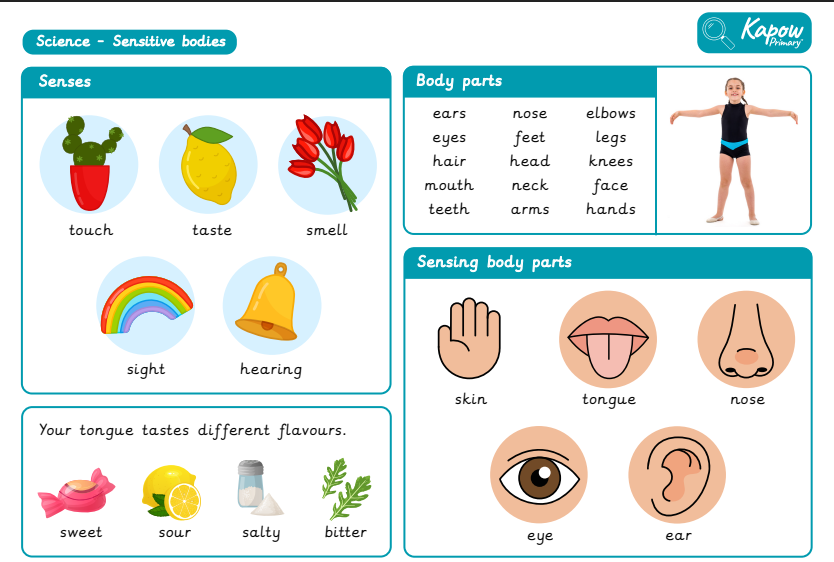 Science - Sensitive bodies
Kapow
Primary
Senses
touch
taste
smell
sight
hearing
Your tongue tastes different flavours.
sweet
sour
salty
bitter
Body parts
ears nose elbows
eyes feet legs
hair head knees
mouth neck face
teeth arms hands
Sensing body parts
skin
tongue
nose
eye
ear